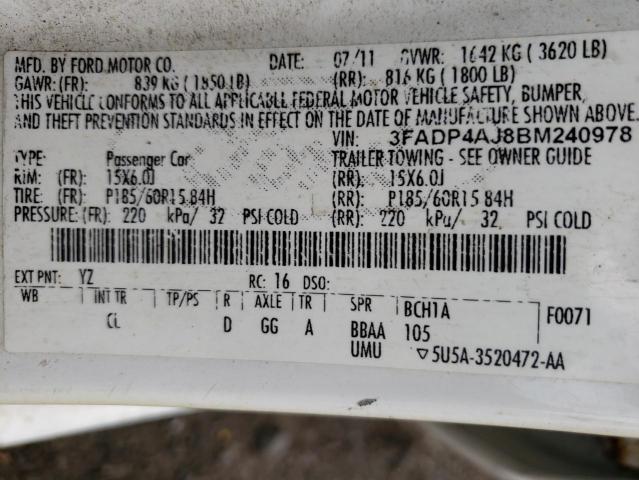 MFD. BY FORD MOTOR CO. DATE: 07/11 GVWR: 1642 KG ( 3620 LB)
GAWR: (FR): 839 KG ( 1850 LB) (RR): 816 KG ( 1800 LB)
THIS VEHICLE CONFORMS TO ALL APPLICABLE FEDERAL MOTOR VEHICLE SAFETY, BUMPER,
AND THEFT PREVENTION STANDARDS IN EFFECT ON THE DATE OF MANUFACTURE SHOWN ABOVE.
VIN: 3FADP4AJ8BM240978
TYPE: Passenger Car TRAILER TOWING - SEE OWNER GUIDE
RIM: (FR): 15X6.0J (RR): 15X6.0J
TIRE: (FR): P185/60R15 84H (RR): P185/60R15 84H
PRESSURE: (FR): 220 kPa/ 32 PSI COLD (RR): 220 kPa/ 32 PSI COLD
EXT PNT: YZ RC: 16 DSO:
WB INT TR TP/PS R AXLE TR SPR BCH1A F0071
CL D GG A BBAA 105
UMU ▽5U5A-3520472-AA